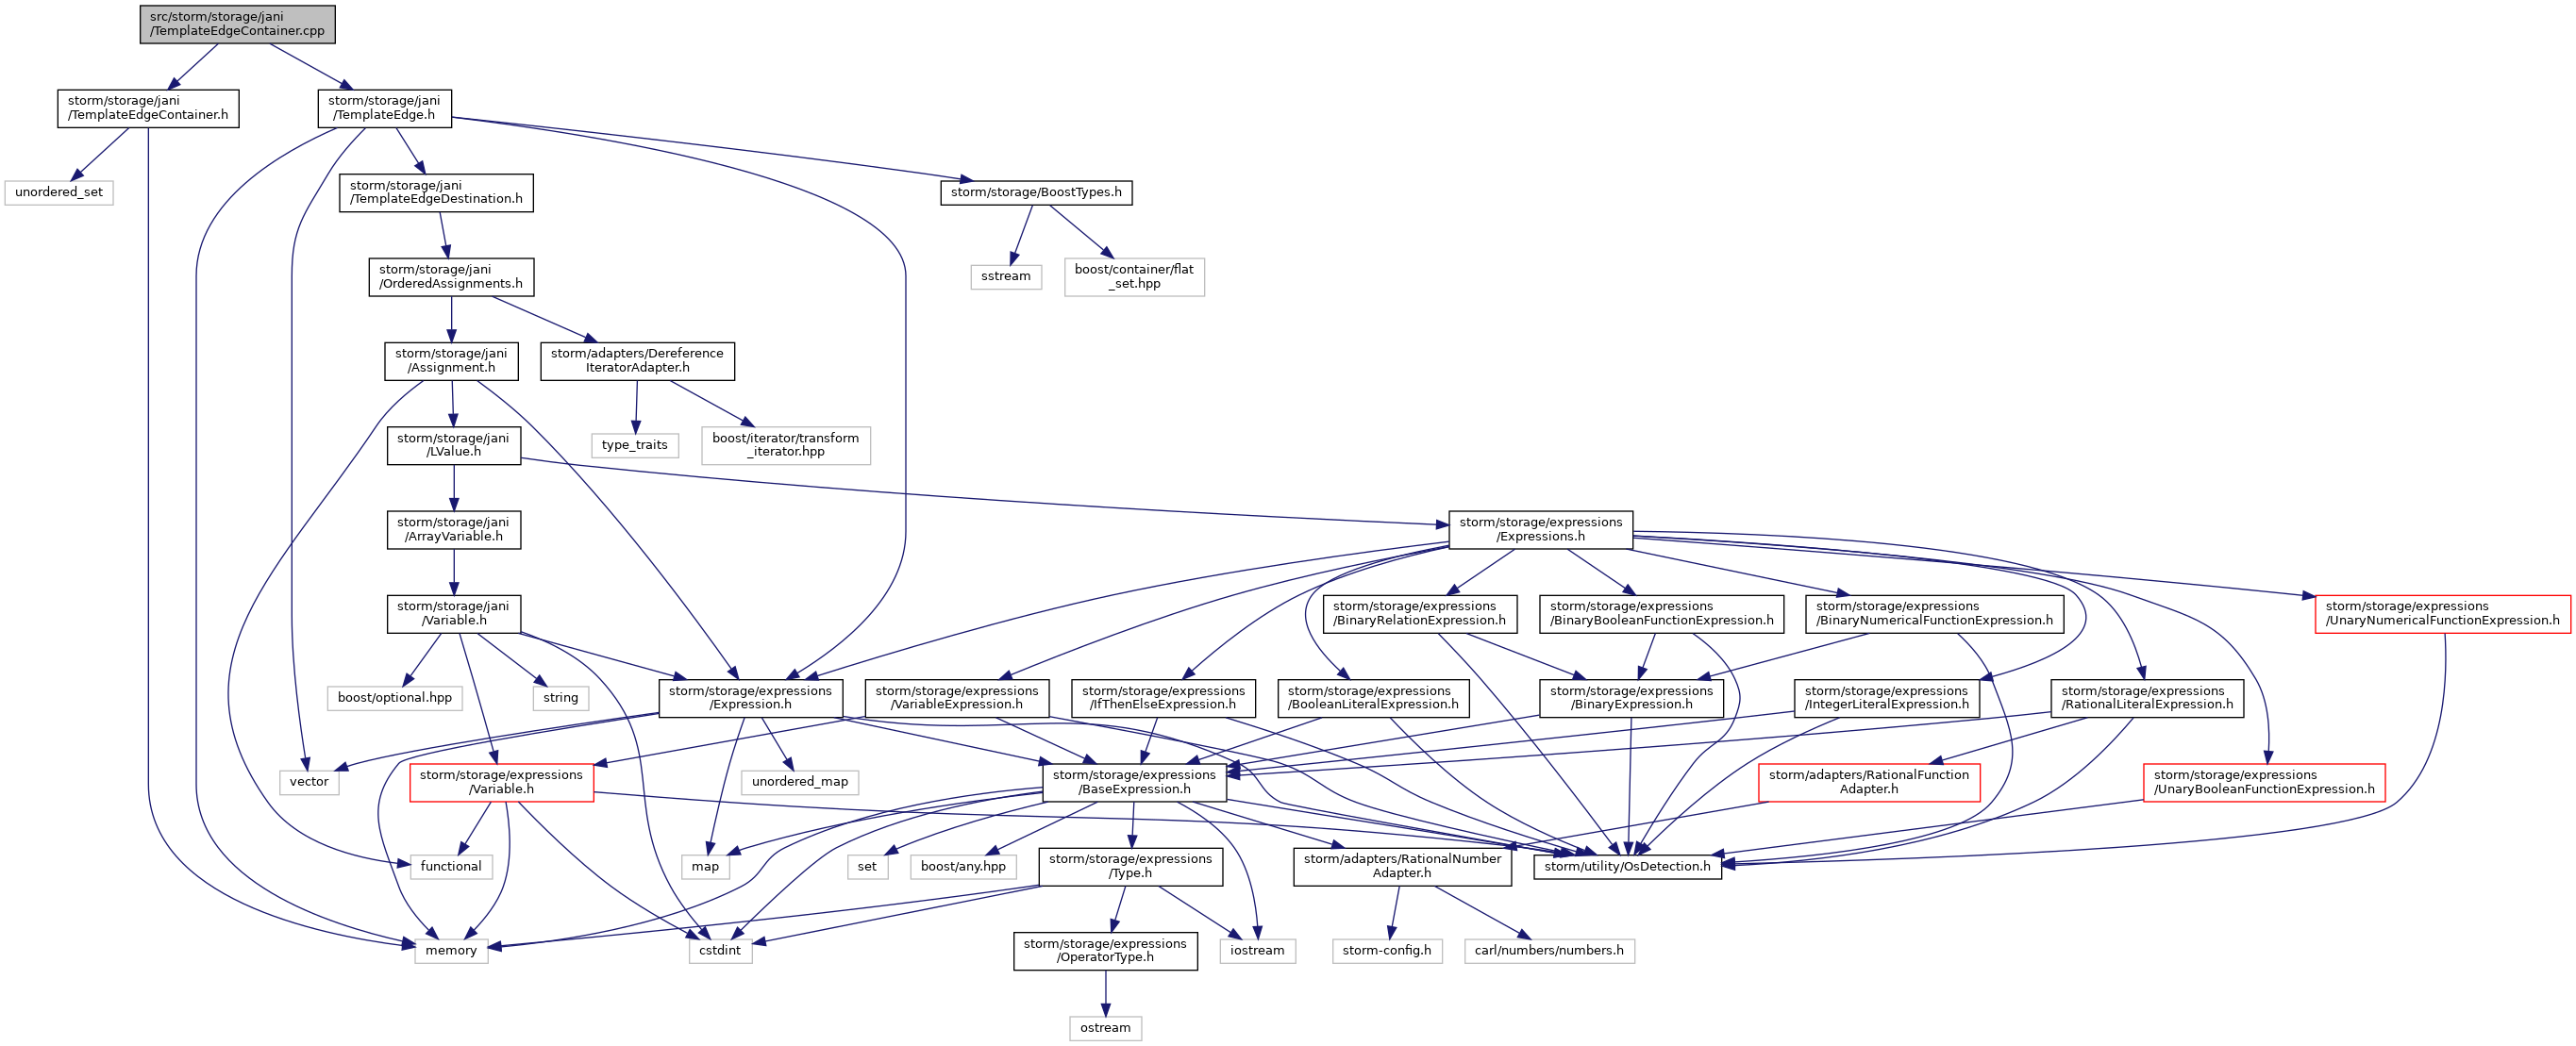 src/storm/storage/jani
/TemplateEdgeContainer.cpp
storm/storage/jani
/TemplateEdgeContainer.h
storm/storage/jani
/TemplateEdge.h
unordered_set
storm/storage/jani
/TemplateEdgeDestination.h
storm/storage/BoostTypes.h
storm/storage/jani
/OrderedAssignments.h
sstream
boost/container/flat
_set.hpp
storm/storage/jani
/Assignment.h
storm/adapters/Dereference
IteratorAdapter.h
storm/storage/jani
/LValue.h
type_traits
boost/iterator/transform
_iterator.hpp
storm/storage/jani
/ArrayVariable.h
storm/storage/expressions
/Expressions.h
storm/storage/jani
/Variable.h
storm/storage/expressions
/BinaryRelationExpression.h
storm/storage/expressions
/BinaryBooleanFunctionExpression.h
storm/storage/expressions
/BinaryNumericalFunctionExpression.h
storm/storage/expressions
/UnaryNumericalFunctionExpression.h
boost/optional.hpp
string
storm/storage/expressions
/Expression.h
storm/storage/expressions
/VariableExpression.h
storm/storage/expressions
/IfThenElseExpression.h
storm/storage/expressions
/BooleanLiteralExpression.h
storm/storage/expressions
/BinaryExpression.h
storm/storage/expressions
/IntegerLiteralExpression.h
storm/storage/expressions
/RationalLiteralExpression.h
vector
storm/storage/expressions
/Variable.h
unordered_map
storm/storage/expressions
/BaseExpression.h
storm/adapters/RationalFunction
Adapter.h
storm/storage/expressions
/UnaryBooleanFunctionExpression.h
functional
map
set
boost/any.hpp
storm/storage/expressions
/Type.h
storm/adapters/RationalNumber
Adapter.h
storm/utility/OsDetection.h
memory
cstdint
storm/storage/expressions
/OperatorType.h
iostream
storm-config.h
carl/numbers/numbers.h
ostream